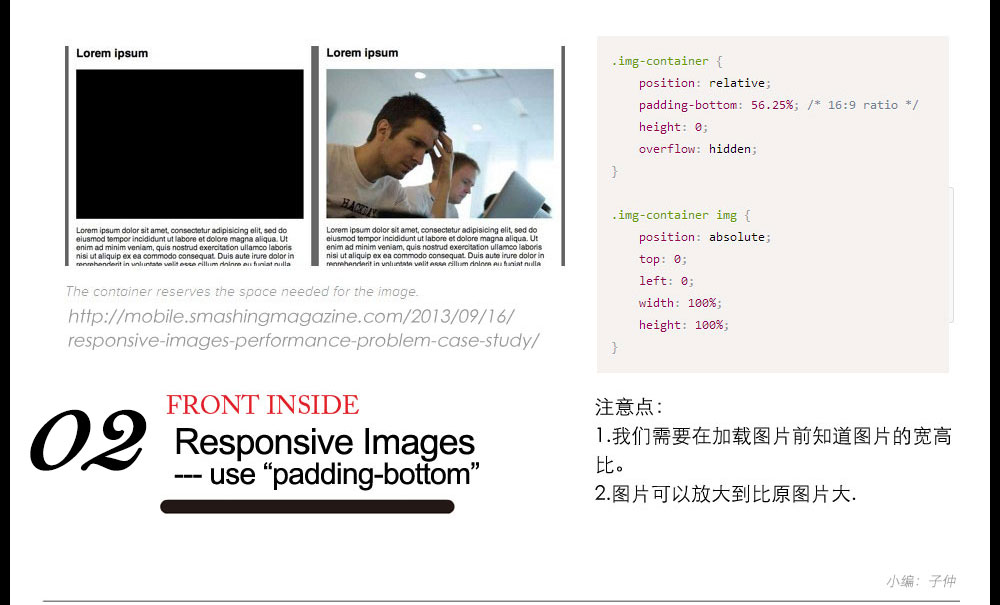 Lorem ipsum
Lorem ipsum dolor sit amet, consectetur adipisicing elit, sed do
eiusmod tempor incididunt ut labore et dolore magna aliqua. Ut
enim ad minim veniam, quis nostrud exercitation ullamco laboris
nisi ut aliquip ex ea commodo consequat. Duis aute irure dolor in
reprehenderit in voluptate velit esse cillum dolore eu fugiat nulla
Lorem ipsum
HACKDAY
Lorem ipsum dolor sit amet, consectetur adipisicing elit, sed do
eiusmod tempor incididunt ut labore et dolore magna aliqua. Ut
enim ad minim veniam, quis nostrud exercitation ullamco laboris
nisi ut aliquip ex ea commodo consequat. Duis aute irure dolor in
reprehenderit in voluptate velit esse cillum dolore eu fugiat nulla
The container reserves the space needed for the image.
http://mobile.smashingmagazine.com/2013/09/16/
responsive-images-performance-problem-case-study/
02
FRONT INSIDE
Responsive Images
--- use “padding-bottom”
.img-container {
position: relative;
padding-bottom: 56.25%; /* 16:9 ratio */
height: 0;
overflow: hidden;
}
.img-container img {
position: absolute;
top: 0;
left: 0;
width: 100%;
height: 100%;
}
注意点：
1.我们需要在加载图片前知道图片的宽高
比。
2.图片可以放大到比原图片大.
小编：子仲